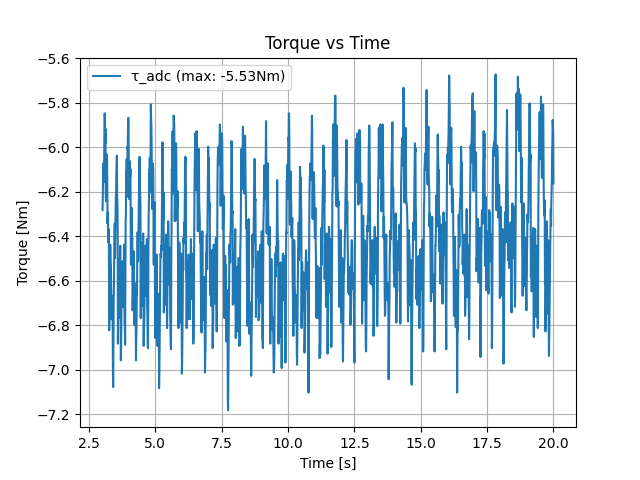 Torque vs Time
τ_adc (max: -5.53Nm)
−5.6
−5.8
−6.0
−6.2
−6.4
−6.6
−6.8
−7.0
−7.2
Torque [Nm]
2.5 5.0 7.5 10.0 12.5 15.0 17.5 20.0
Time [s]